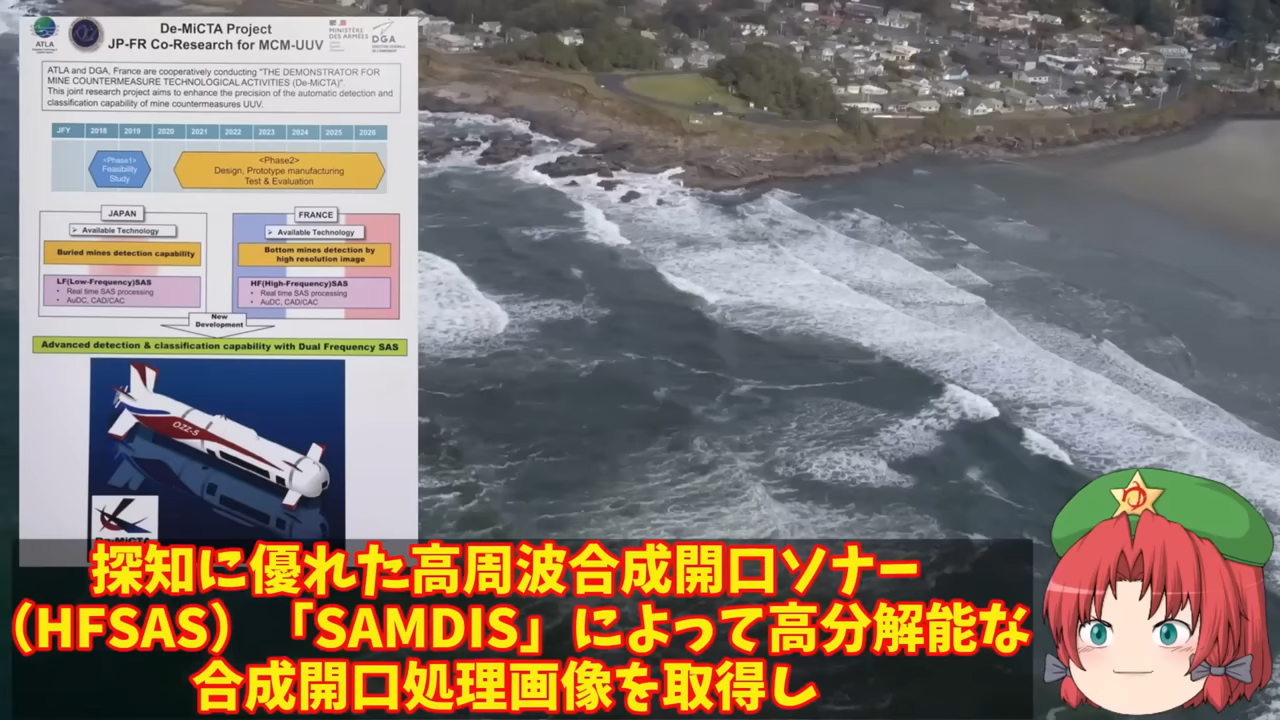 De-MiCTA Project
JP-FR Co-Research for MCM-UUV
ATLA
MINISTÈRE
DES ARMÉES
DGA
ATLA and DGA, France are cooperatively conducting "THE DEMONSTRATOR FOR
MINE COUNTERMEASURE TECHNOLOGICAL ACTIVITIES (De-MiCTA)".
This joint research project aims to enhance the precision of the automatic detection and
classification capability of mine countermeasures UUV.
JFY 2018 2019 2020 2021 2022 2023 2024 2025 2026
<Phase1>
Feasibility
Study
<Phase2>
Design, Prototype manufacturing
Test & Evaluation
JAPAN
➢ Available Technology
Buried mines detection capability
LF(Low-Frequency)SAS
• Real time SAS processing
• AuDC, CAD/CAC
FRANCE
➢ Available Technology
Bottom mines detection by
high resolution image
HF(High-Frequency)SAS
• Real time SAS processing
• AuDC, CAD/CAC
New
Development
Advanced detection & classification capability with Dual Frequency SAS
OZZ-5
De-MiCTA
探知に優れた高周波合成開口ソナー
（HFSAS）「SAMDIS」によって高分解能な
合成開口処理画像を取得し
ゆ